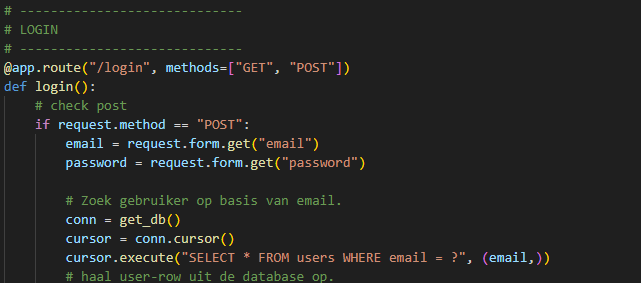 # -----------------------------
# LOGIN
# -----------------------------
@app.route("/login", methods=["GET", "POST"])
def login():
    # check post
    if request.method == "POST":
        email = request.form.get("email")
        password = request.form.get("password")

        # Zoek gebruiker op basis van email.
        conn = get_db()
        cursor = conn.cursor()
        cursor.execute("SELECT * FROM users WHERE email = ?", (email,))
        # haal user-row uit de database op.